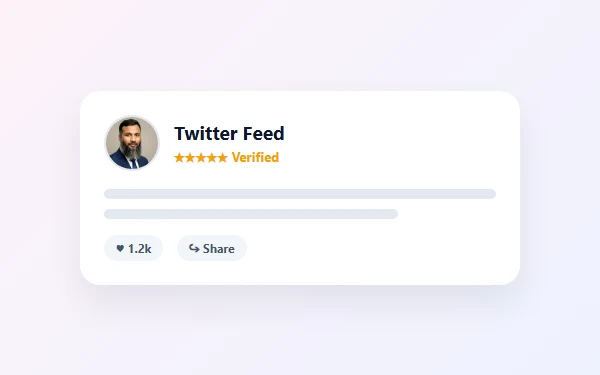 Twitter Feed
★★★★★ Verified
♥ 1.2k
↪ Share